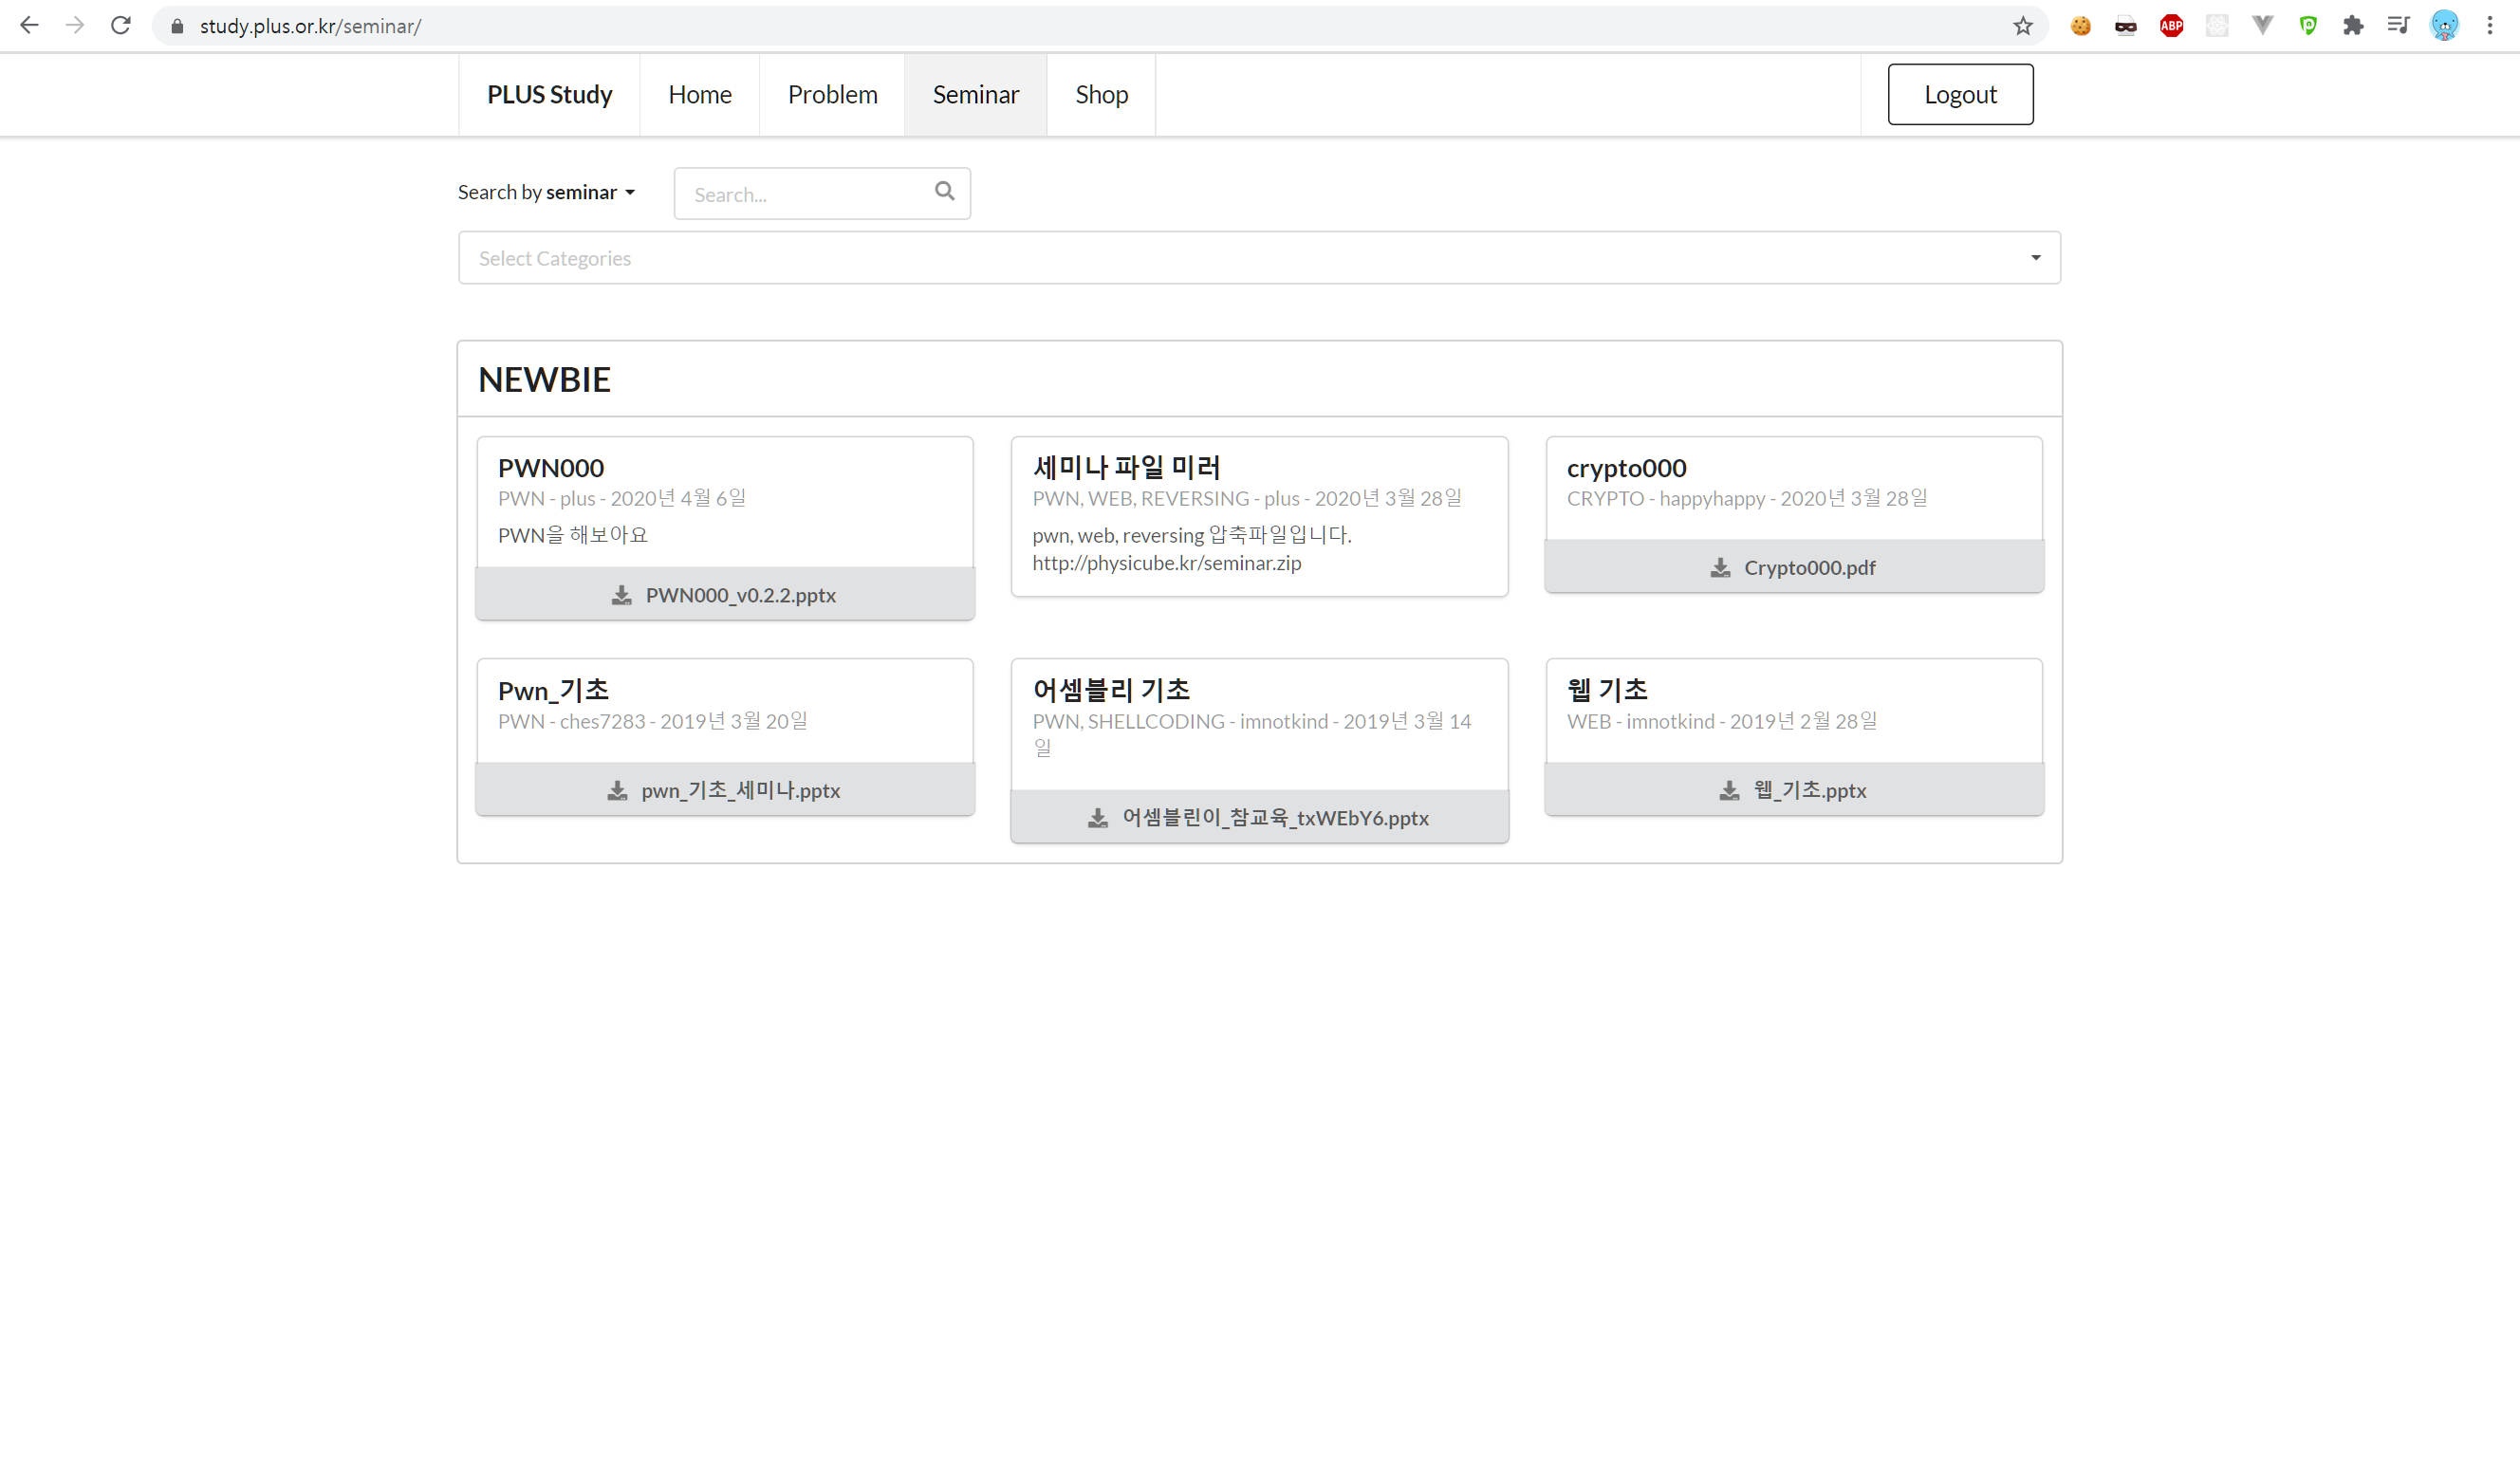 study.plus.or.kr/seminar/
ABP
PLUS Study
Home
Problem
Seminar
Shop
Logout
Search by seminar
Search...
Select Categories
NEWBIE
PWN000
PWN - plus - 2020년 4월 6일
PWN을 해보아요
PWN000_v0.2.2.pptx
세미나 파일 미러
PWN, WEB, REVERSING - plus - 2020년 3월 28일
pwn, web, reversing 압축파일입니다.
http://physicube.kr/seminar.zip
crypto000
CRYPTO - happyhappy - 2020년 3월 28일
Crypto000.pdf
Pwn_기초
PWN - ches7283 - 2019년 3월 20일
pwn_기초_세미나.pptx
어셈블리 기초
PWN, SHELLCODING - imnotkind - 2019년 3월 14
일
어셈블린이_참교육_txWEbY6.pptx
웹 기초
WEB - imnotkind - 2019년 2월 28일
웹_기초.pptx